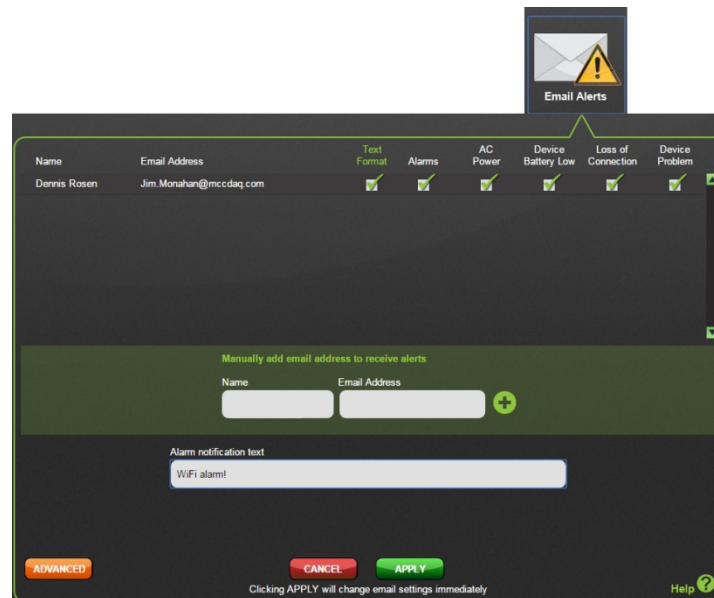 Email Alerts
Name Email Address Text Format Alarms AC Power Device Battery Low Loss of Connection Device Problem
Dennis Rosen Jim.Monahan@mccdaq.com
Manually add email address to receive alerts
Name Email Address
Alarm notification text
WiFi alarm!
ADVANCED CANCEL APPLY
Clicking APPLY will change email settings immediately Help ?